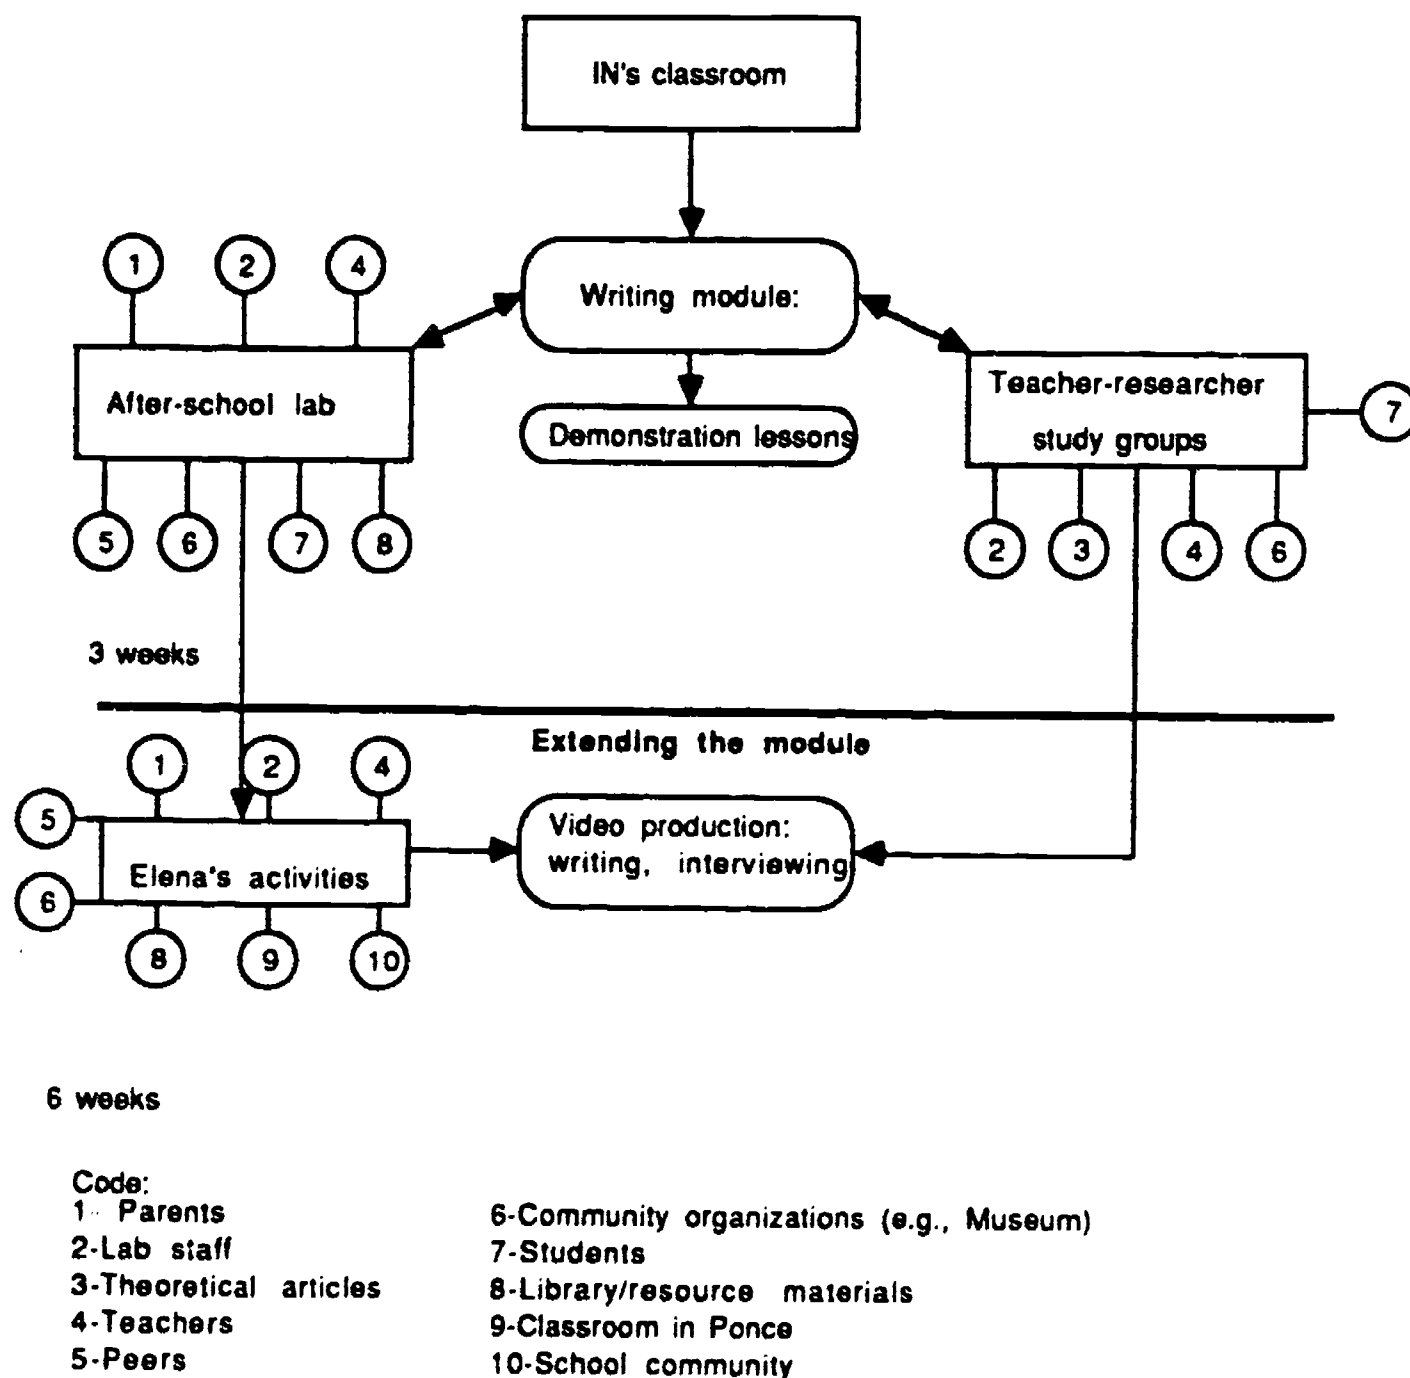 IN's classroom
1 2 4
Writing module:
After-school lab
Teacher-researcher
study groups
7
Demonstration lessons
5 6 7 8
2 3 4 6
3 weeks
Extending the module
1 2 4
5
Video production:
writing, interviewing
Elena's activities
6
8 9 10
6 weeks
Code:
1 Parents
2-Lab staff
3-Theoretical articles
4-Teachers
5-Peers
6-Community organizations (e.g., Museum)
7-Students
8-Library/resource materials
9-Classroom in Ponce
10-School community